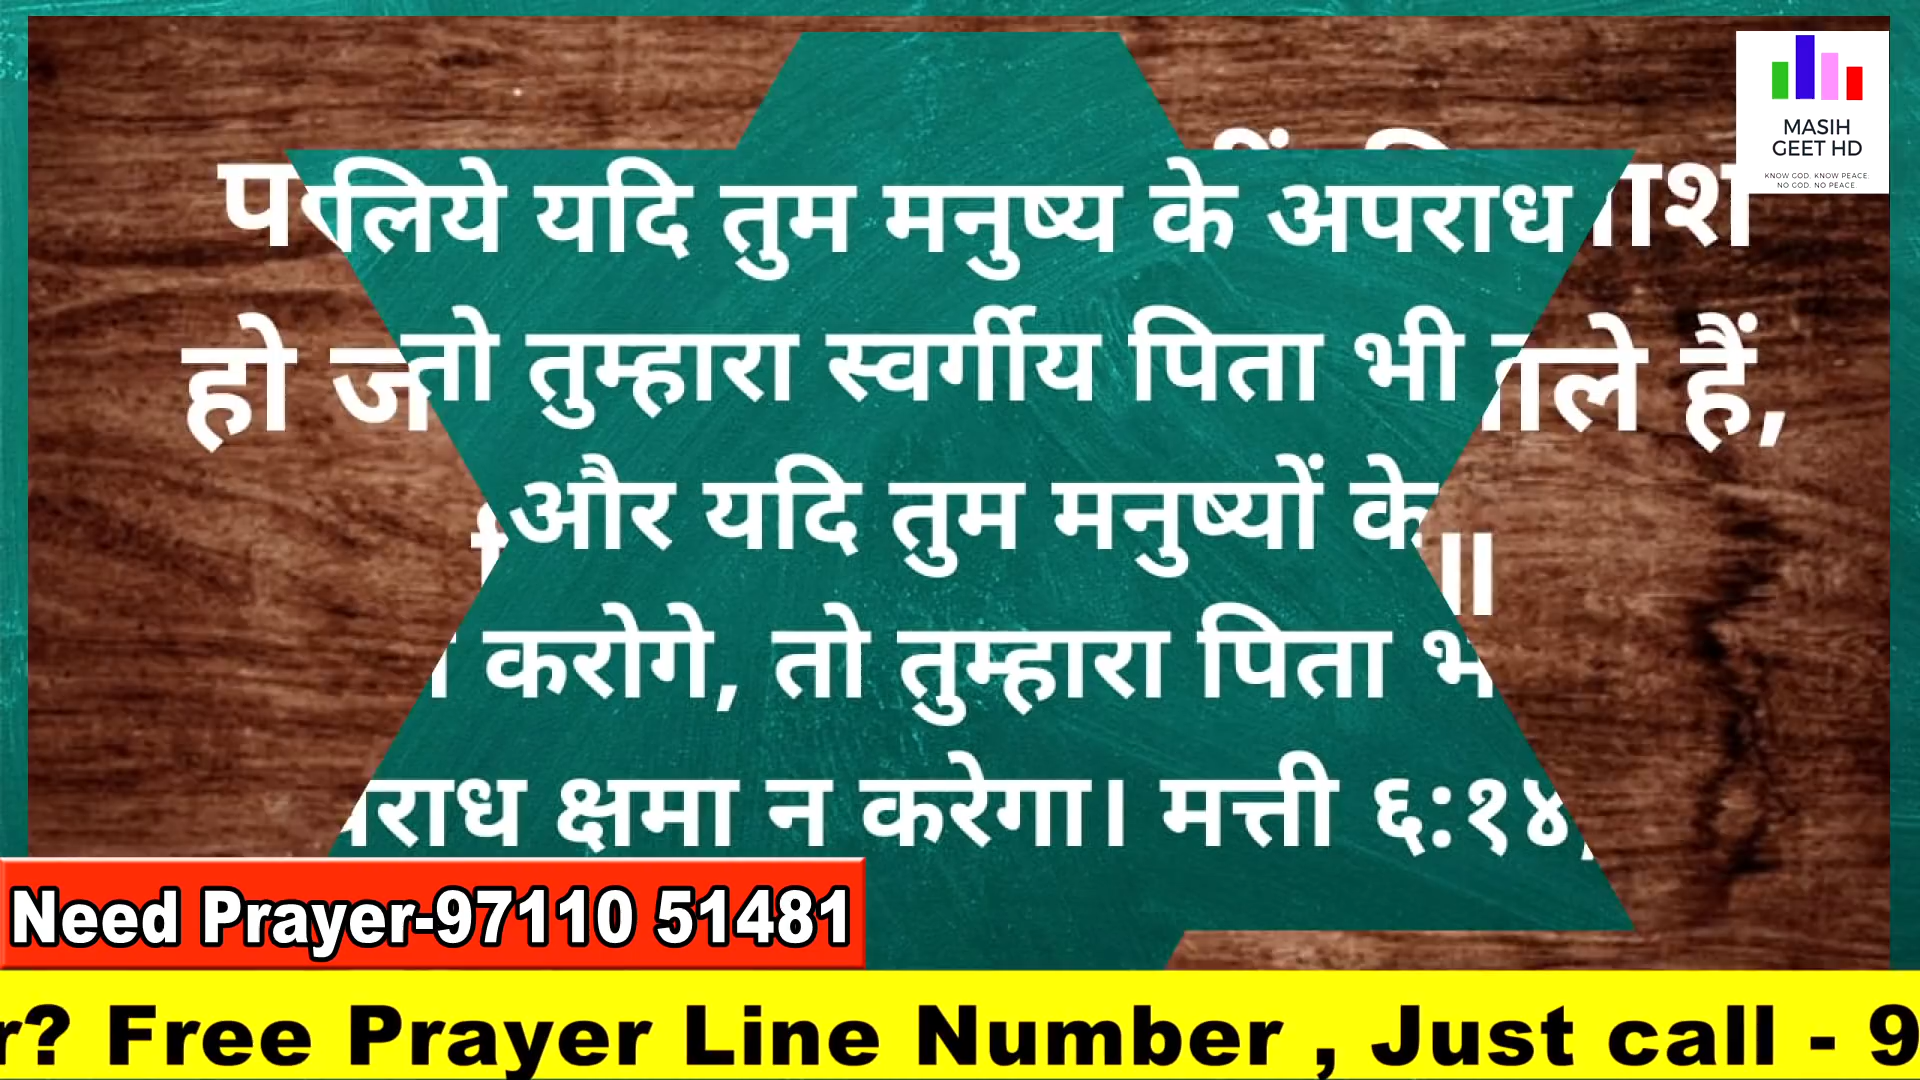 MASIH
GEET HD
KNOW GOD. KNOW PEACE.
NO GOD. NO PEACE.
यदि तुम मनुष्य के अपराध
तो तुम्हारा स्वर्गीय पिता भी
हो
हैं,
और यदि तुम मनुष्यों के
करोगे, तो तुम्हारा पिता
क्षमा न करेगा। मत्ती ६:१४,
Need Prayer-97110 51481
Free Prayer Line Number , Just call - 9